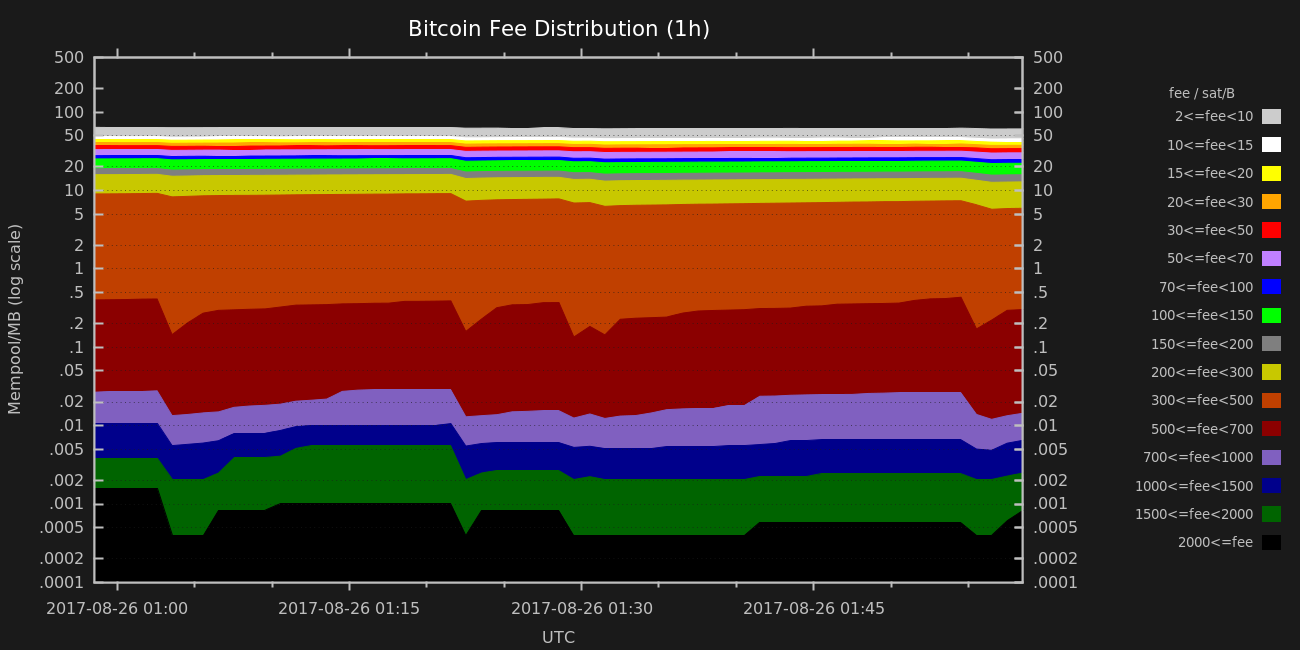 Bitcoin Fee Distribution (1h)
500 500
200 200
100 100
50 50
20 20
10 10
5 5
2 2
1 1
.5 .5
.2 .2
.1 .1
.05 .05
.02 .02
.01 .01
.005 .005
.002 .002
.001 .001
.0005 .0005
.0002 .0002
.0001 .0001
Mempool/MB (log scale)
2017-08-26 01:00 2017-08-26 01:15 2017-08-26 01:30 2017-08-26 01:45
UTC
fee / sat/B
2<=fee<10
10<=fee<15
15<=fee<20
20<=fee<30
30<=fee<50
50<=fee<70
70<=fee<100
100<=fee<150
150<=fee<200
200<=fee<300
300<=fee<500
500<=fee<700
700<=fee<1000
1000<=fee<1500
1500<=fee<2000
2000<=fee